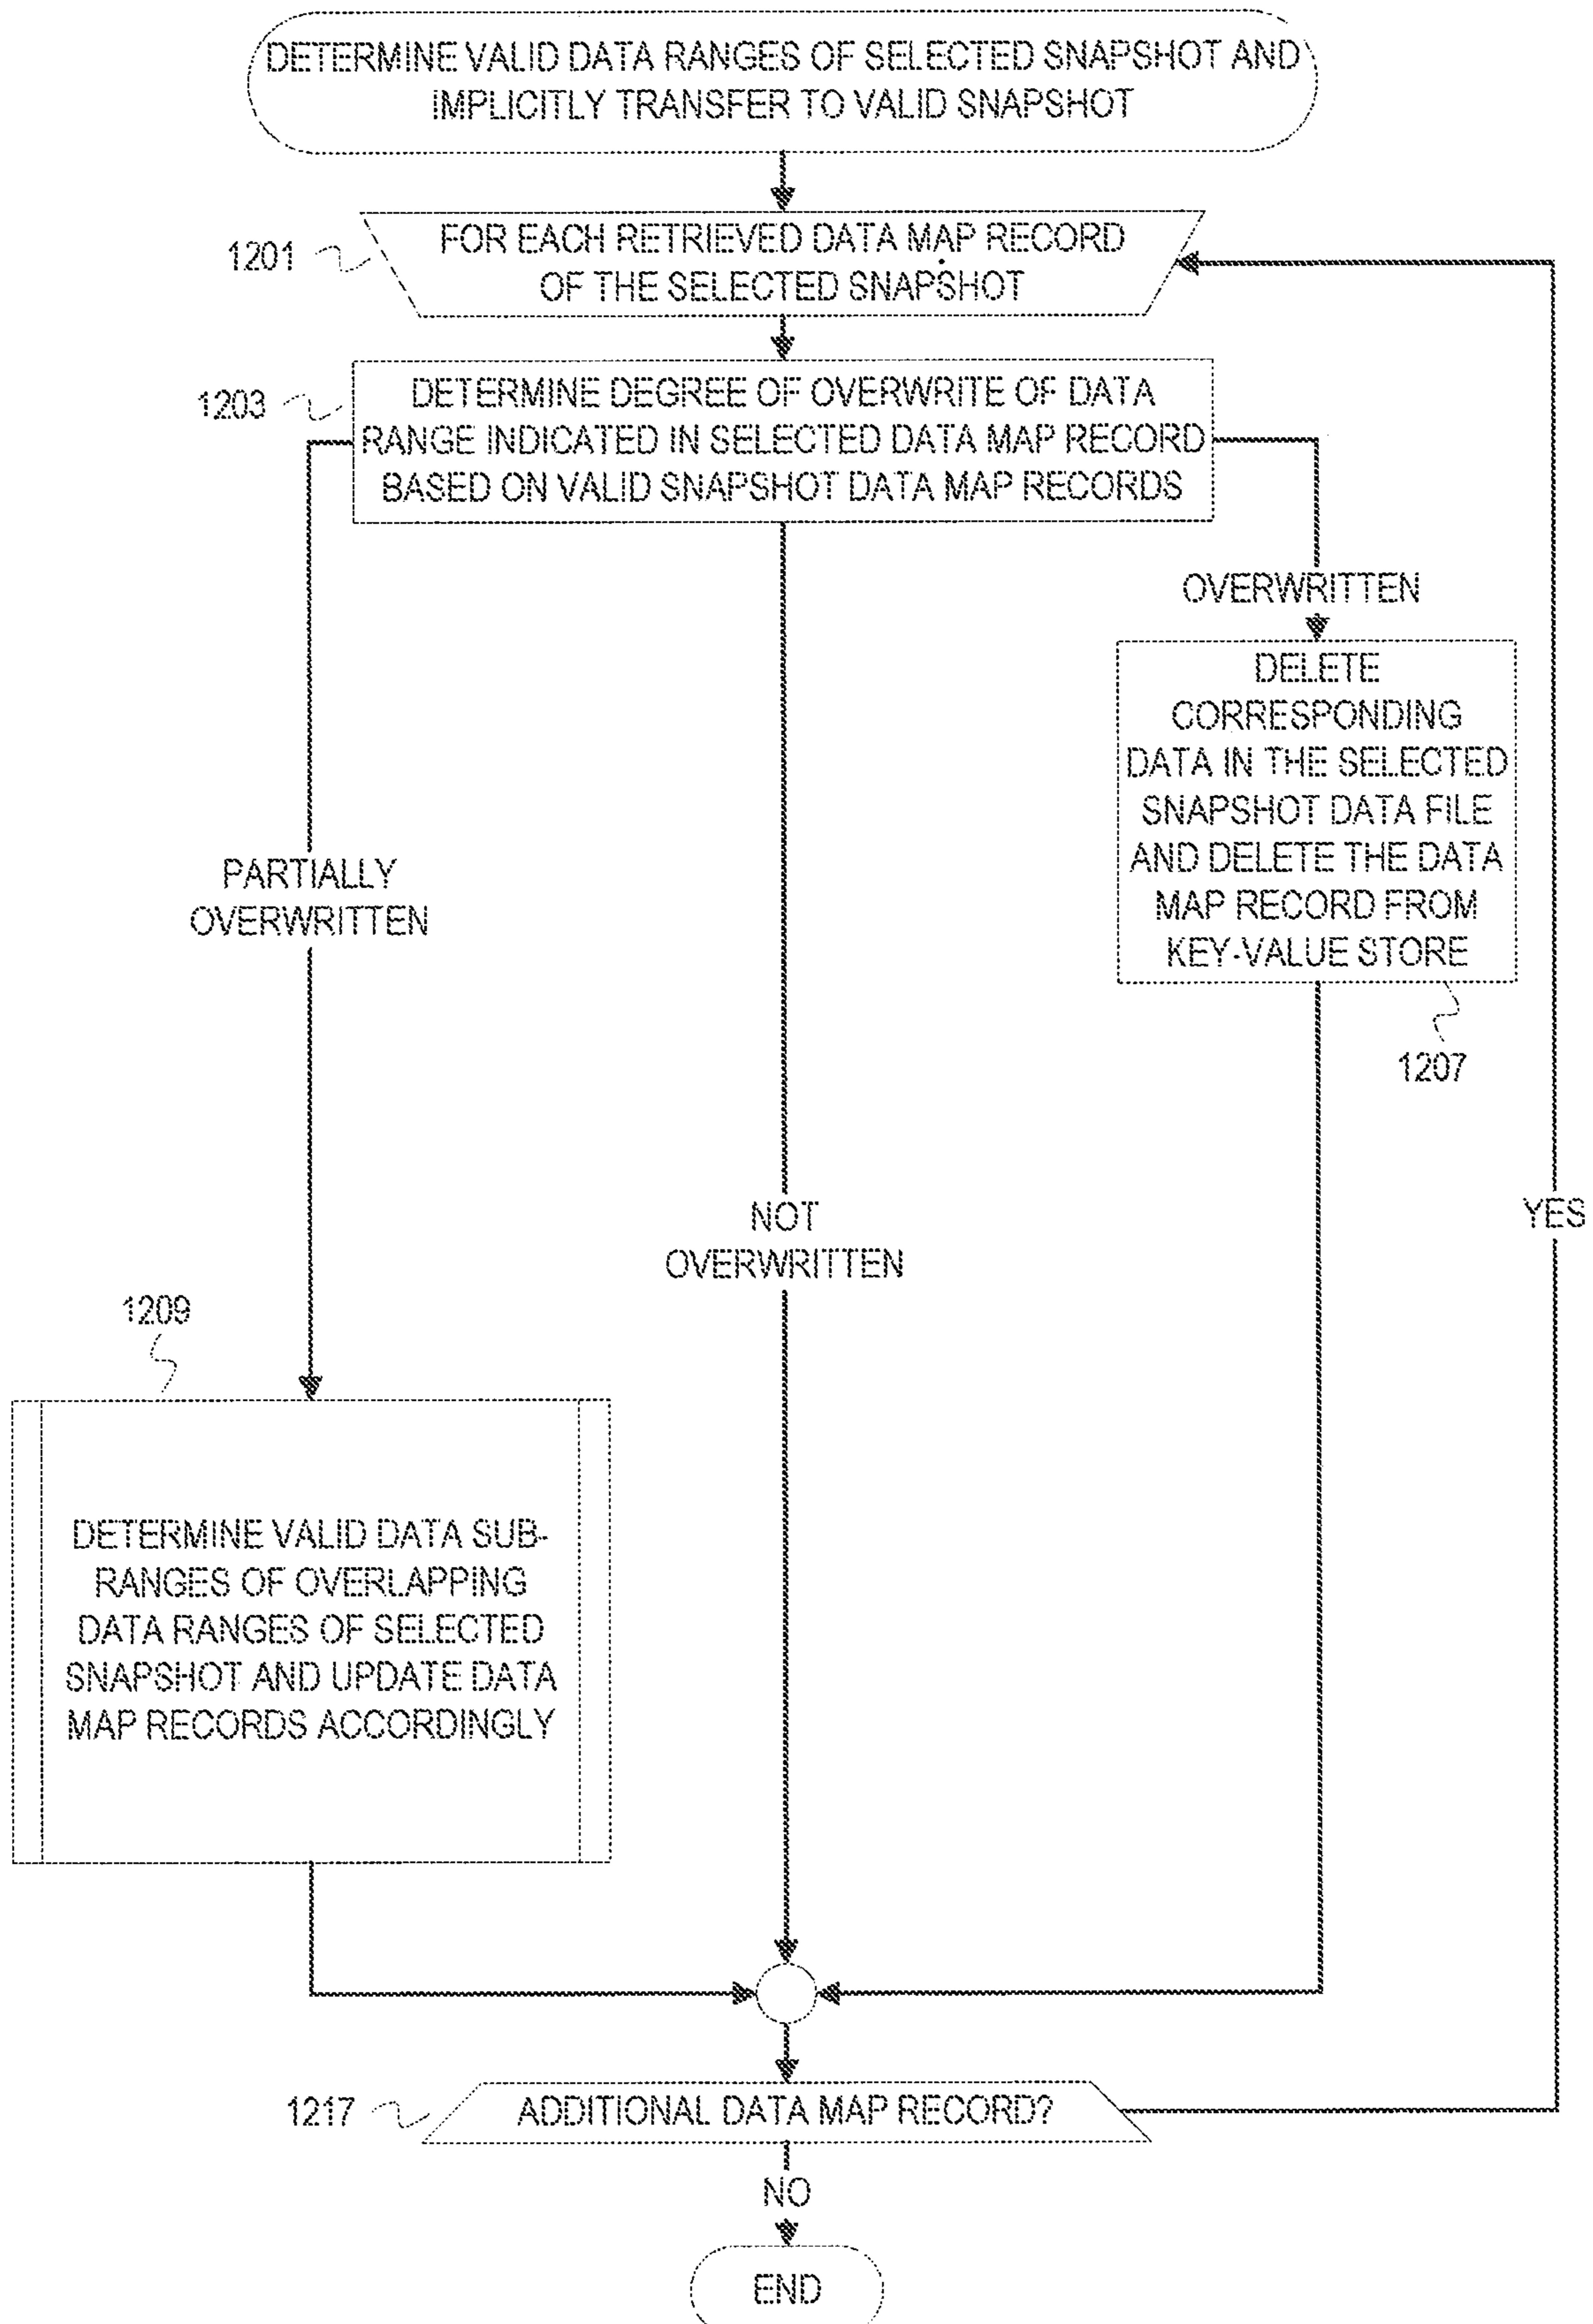 DETERMINE VALID DATA RANGES OF SELECTED SNAPSHOT AND
IMPLICITLY TRANSFER TO VALID SNAPSHOT
1201
FOR EACH RETRIEVED DATA MAP RECORD
OF THE SELECTED SNAPSHOT
1203
DETERMINE DEGREE OF OVERWRITE OF DATA
RANGE INDICATED IN SELECTED DATA MAP RECORD
BASED ON VALID SNAPSHOT DATA MAP RECORDS
OVERWRITTEN
DELETE
CORRESPONDING
DATA IN THE SELECTED
SNAPSHOT DATA FILE
AND DELETE THE DATA
MAP RECORD FROM
KEY-VALUE STORE
1207
PARTIALLY
OVERWRITTEN
NOT
OVERWRITTEN
YES
1209
DETERMINE VALID DATA SUB-
RANGES OF OVERLAPPING
DATA RANGES OF SELECTED
SNAPSHOT AND UPDATE DATA
MAP RECORDS ACCORDINGLY
1217
ADDITIONAL DATA MAP RECORD?
NO
END